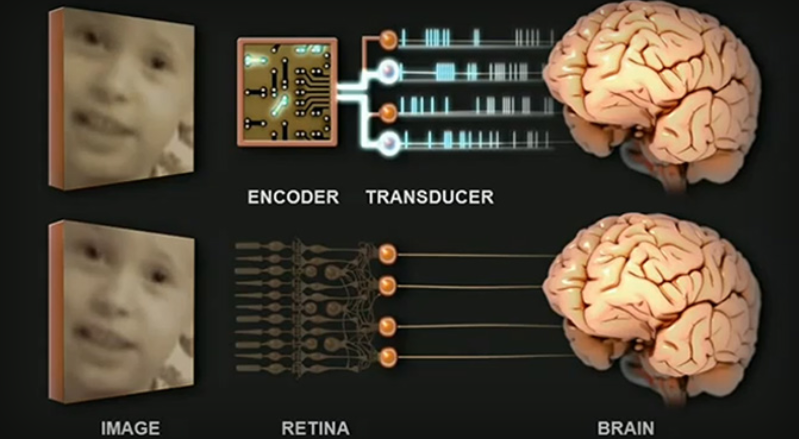 ENCODER TRANSDUCER
IMAGE RETINA BRAIN